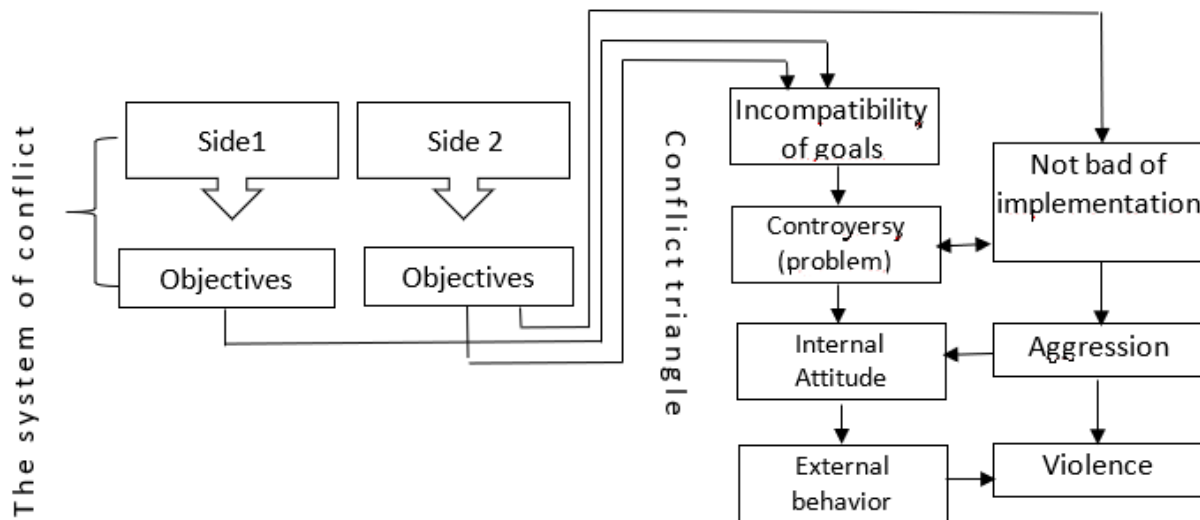 The system of conflict
Side1
Side 2
Objectives
Objectives
Conflict triangle
Incompatibility
of goals
Controversy
(problem)
Internal
Attitude
External
behavior
Not bad of
implementation
Aggression
Violence